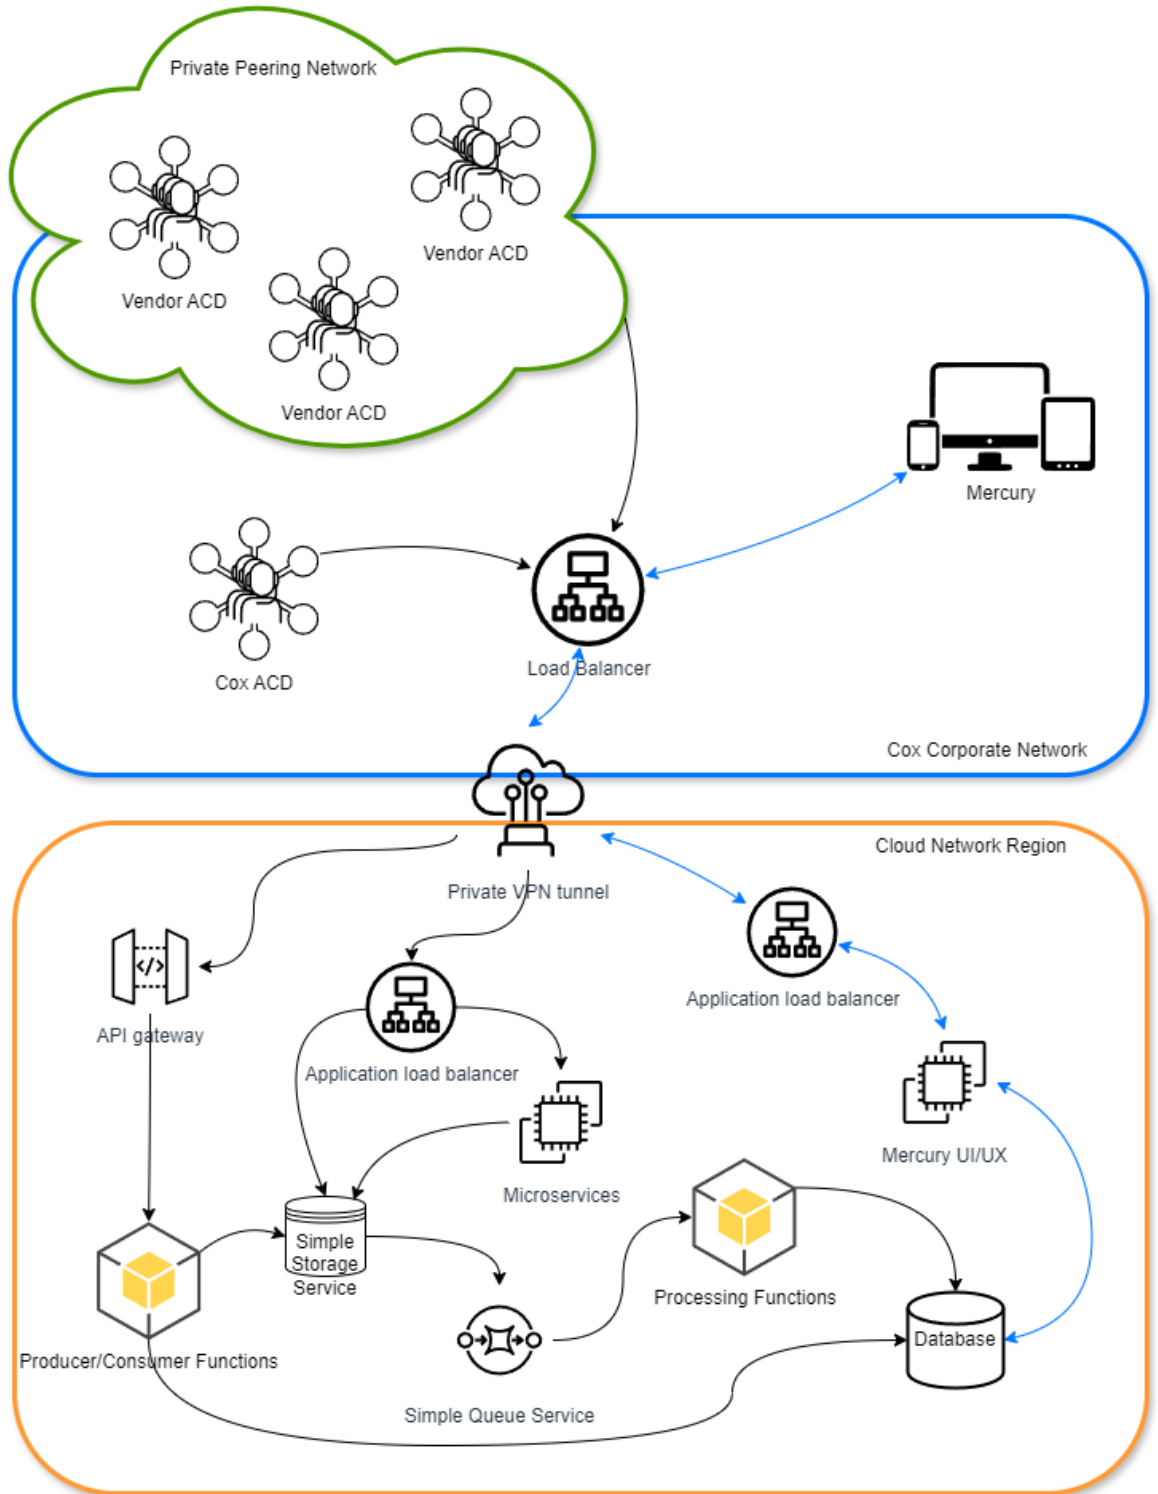 Private Peering Network
Vendor ACD
Vendor ACD
Vendor ACD
Mercury
Cox ACD
Load Balancer
Cox Corporate Network
Cloud Network Region
Private VPN tunnel
</>
API gateway
Application load balancer
Application load balancer
Mercury UI/UX
Microservices
Simple
Storage
Service
Processing Functions
Database
Producer/Consumer Functions
Simple Queue Service